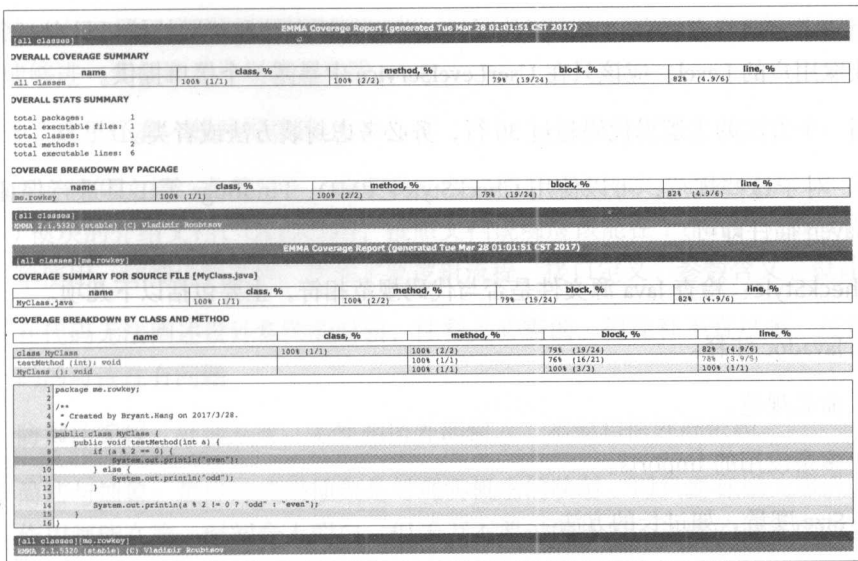 EMMA Coverage Report (generated Tue Mar 28 01:01:51 CST 2017)
[all classes]
OVERALL COVERAGE SUMMARY
name class, % method, % block, % line, %
all classes 100% (1/1) 100% (2/2) 79% (19/24) 82% (4.9/6)
OVERALL STATS SUMMARY
total packages: 1
total executable files: 1
total classes: 1
total methods: 2
total executable lines: 6
COVERAGE BREAKDOWN BY PACKAGE
name class, % method, % block, % line, %
me.rowkey 100% (1/1) 100% (2/2) 79% (19/24) 82% (4.9/6)
[all classes]
EMMA 2.1.5320 (stable) (C) Vladimir Roubtsov
EMMA Coverage Report (generated Tue Mar 28 01:01:51 CST 2017)
[all classes][me.rowkey]
COVERAGE SUMMARY FOR SOURCE FILE [MyClass.java]
name class, % method, % block, % line, %
MyClass.java 100% (1/1) 100% (2/2) 79% (19/24) 82% (4.9/6)
COVERAGE BREAKDOWN BY CLASS AND METHOD
name class, % method, % block, % line, %
class MyClass 100% (1/1) 100% (2/2) 79% (19/24) 82% (4.9/6)
testMethod (int): void 100% (1/1) 76% (16/21) 78% (3.9/5)
MyClass (): void 100% (1/1) 100% (3/3) 100% (1/1)
1 package me.rowkey;
2
3 /**
4 * Created by Bryant.Hang on 2017/3/28.
5 */
6 public class MyClass {
7 public void testMethod(int a) {
8 if (a % 2 == 0) {
9 System.out.println("even");
10 } else {
11 System.out.println("odd");
12 }
13
14 System.out.println(a % 2 != 0 ? "odd" : "even");
15 }
16 }
[all classes][me.rowkey]
EMMA 2.1.5320 (stable) (C) Vladimir Roubtsov